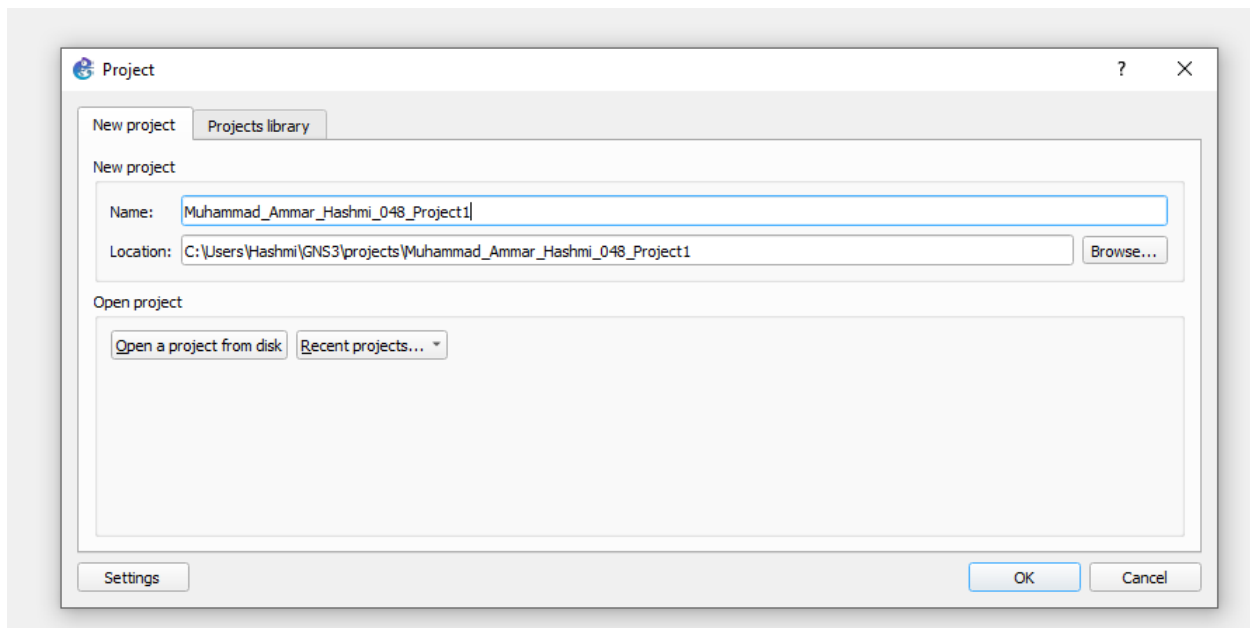 Project ?
New project Projects library
New project
Name: Muhammad_Ammar_Hashmi_048_Project1
Location: C:\Users\Hashmi\GNS3\projects\Muhammad_Ammar_Hashmi_048_Project1 Browse...
Open project
Open a project from disk Recent projects...
Settings OK Cancel